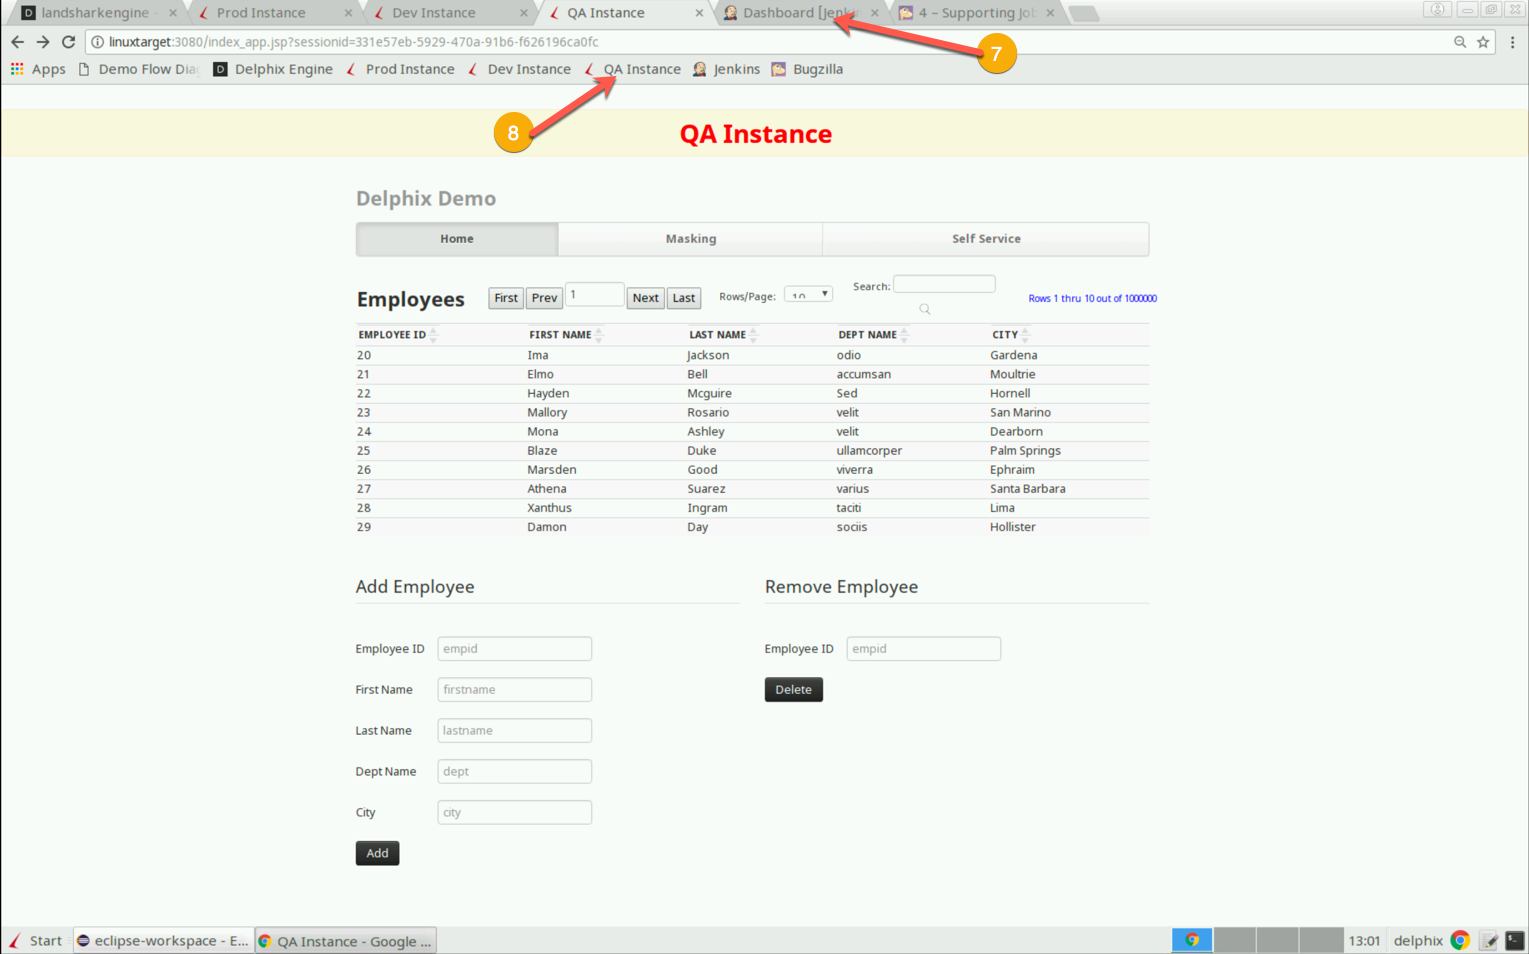 landsharkengine - Prod Instance Dev Instance QA Instance Dashboard [Jenkins 4 – Supporting Jo
7
linuxtarget:3080/index_app.jsp?sessionid=331e57eb-5929-470a-91b6-f626196ca0fc
Apps Demo Flow Dia Delphix Engine Prod Instance Dev Instance QA Instance Jenkins Bugzilla
8
QA Instance
Delphix Demo
Home Masking Self Service
Employees First Prev 1 Next Last Rows/Page: 10 Search: Rows 1 thru 10 out of 1000000
EMPLOYEE ID FIRST NAME LAST NAME DEPT NAME CITY
20 Ima Jackson odio Gardena
21 Elmo Bell accumsan Moultrie
22 Hayden Mcguire Sed Hornell
23 Mallory Rosario velit San Marino
24 Mona Ashley velit Dearborn
25 Blaze Duke ullamcorper Palm Springs
26 Marsden Good viverra Ephraim
27 Athena Suarez varius Santa Barbara
28 Xanthus Ingram taciti Lima
29 Damon Day sociis Hollister
Add Employee Remove Employee
Employee ID empid Employee ID empid
First Name firstname Delete
Last Name lastname
Dept Name dept
City city
Add
Start eclipse-workspace - E... QA Instance - Google ... 13:01 delphix